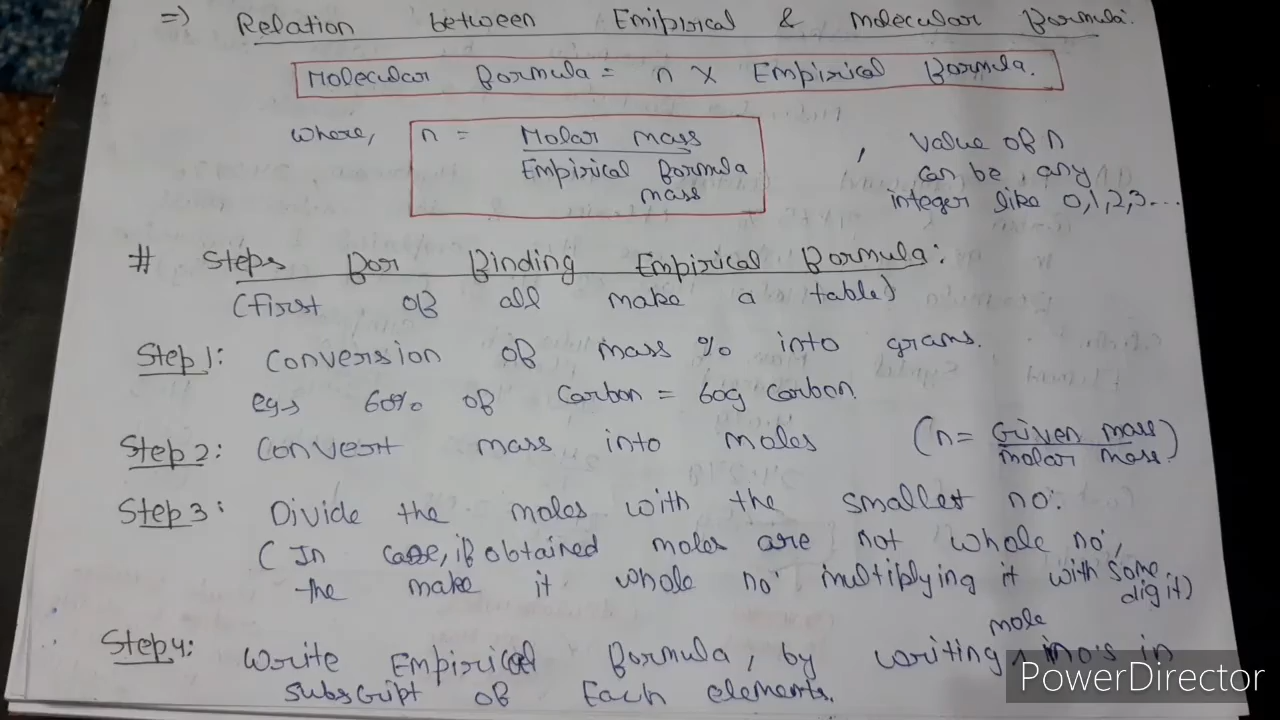 => Relation between Emipirical & Molecular Formula:
Molecular Formula = n x Empirical Formula.
where, n = Molar mass
Empirical Formula
mass
, value of n
can be any
integer like 0,1,2,3...
# Steps For Finding Empirical Formula:
(first of all make a table)
Step 1: Conversion of mass % into grams.
eg→ 60% of Carbon = 60g Carbon.
Step 2: Convert mass into moles (n= Given mass
molar mass.)
Step 3: Divide the moles with the smallest no.
( In case, if obtained moles are not whole no,
the make it whole no multiplying it with some
digit)
Step 4: Write Empirical Formula, by writing mole no's in
subscript of Each elements.
PowerDirector